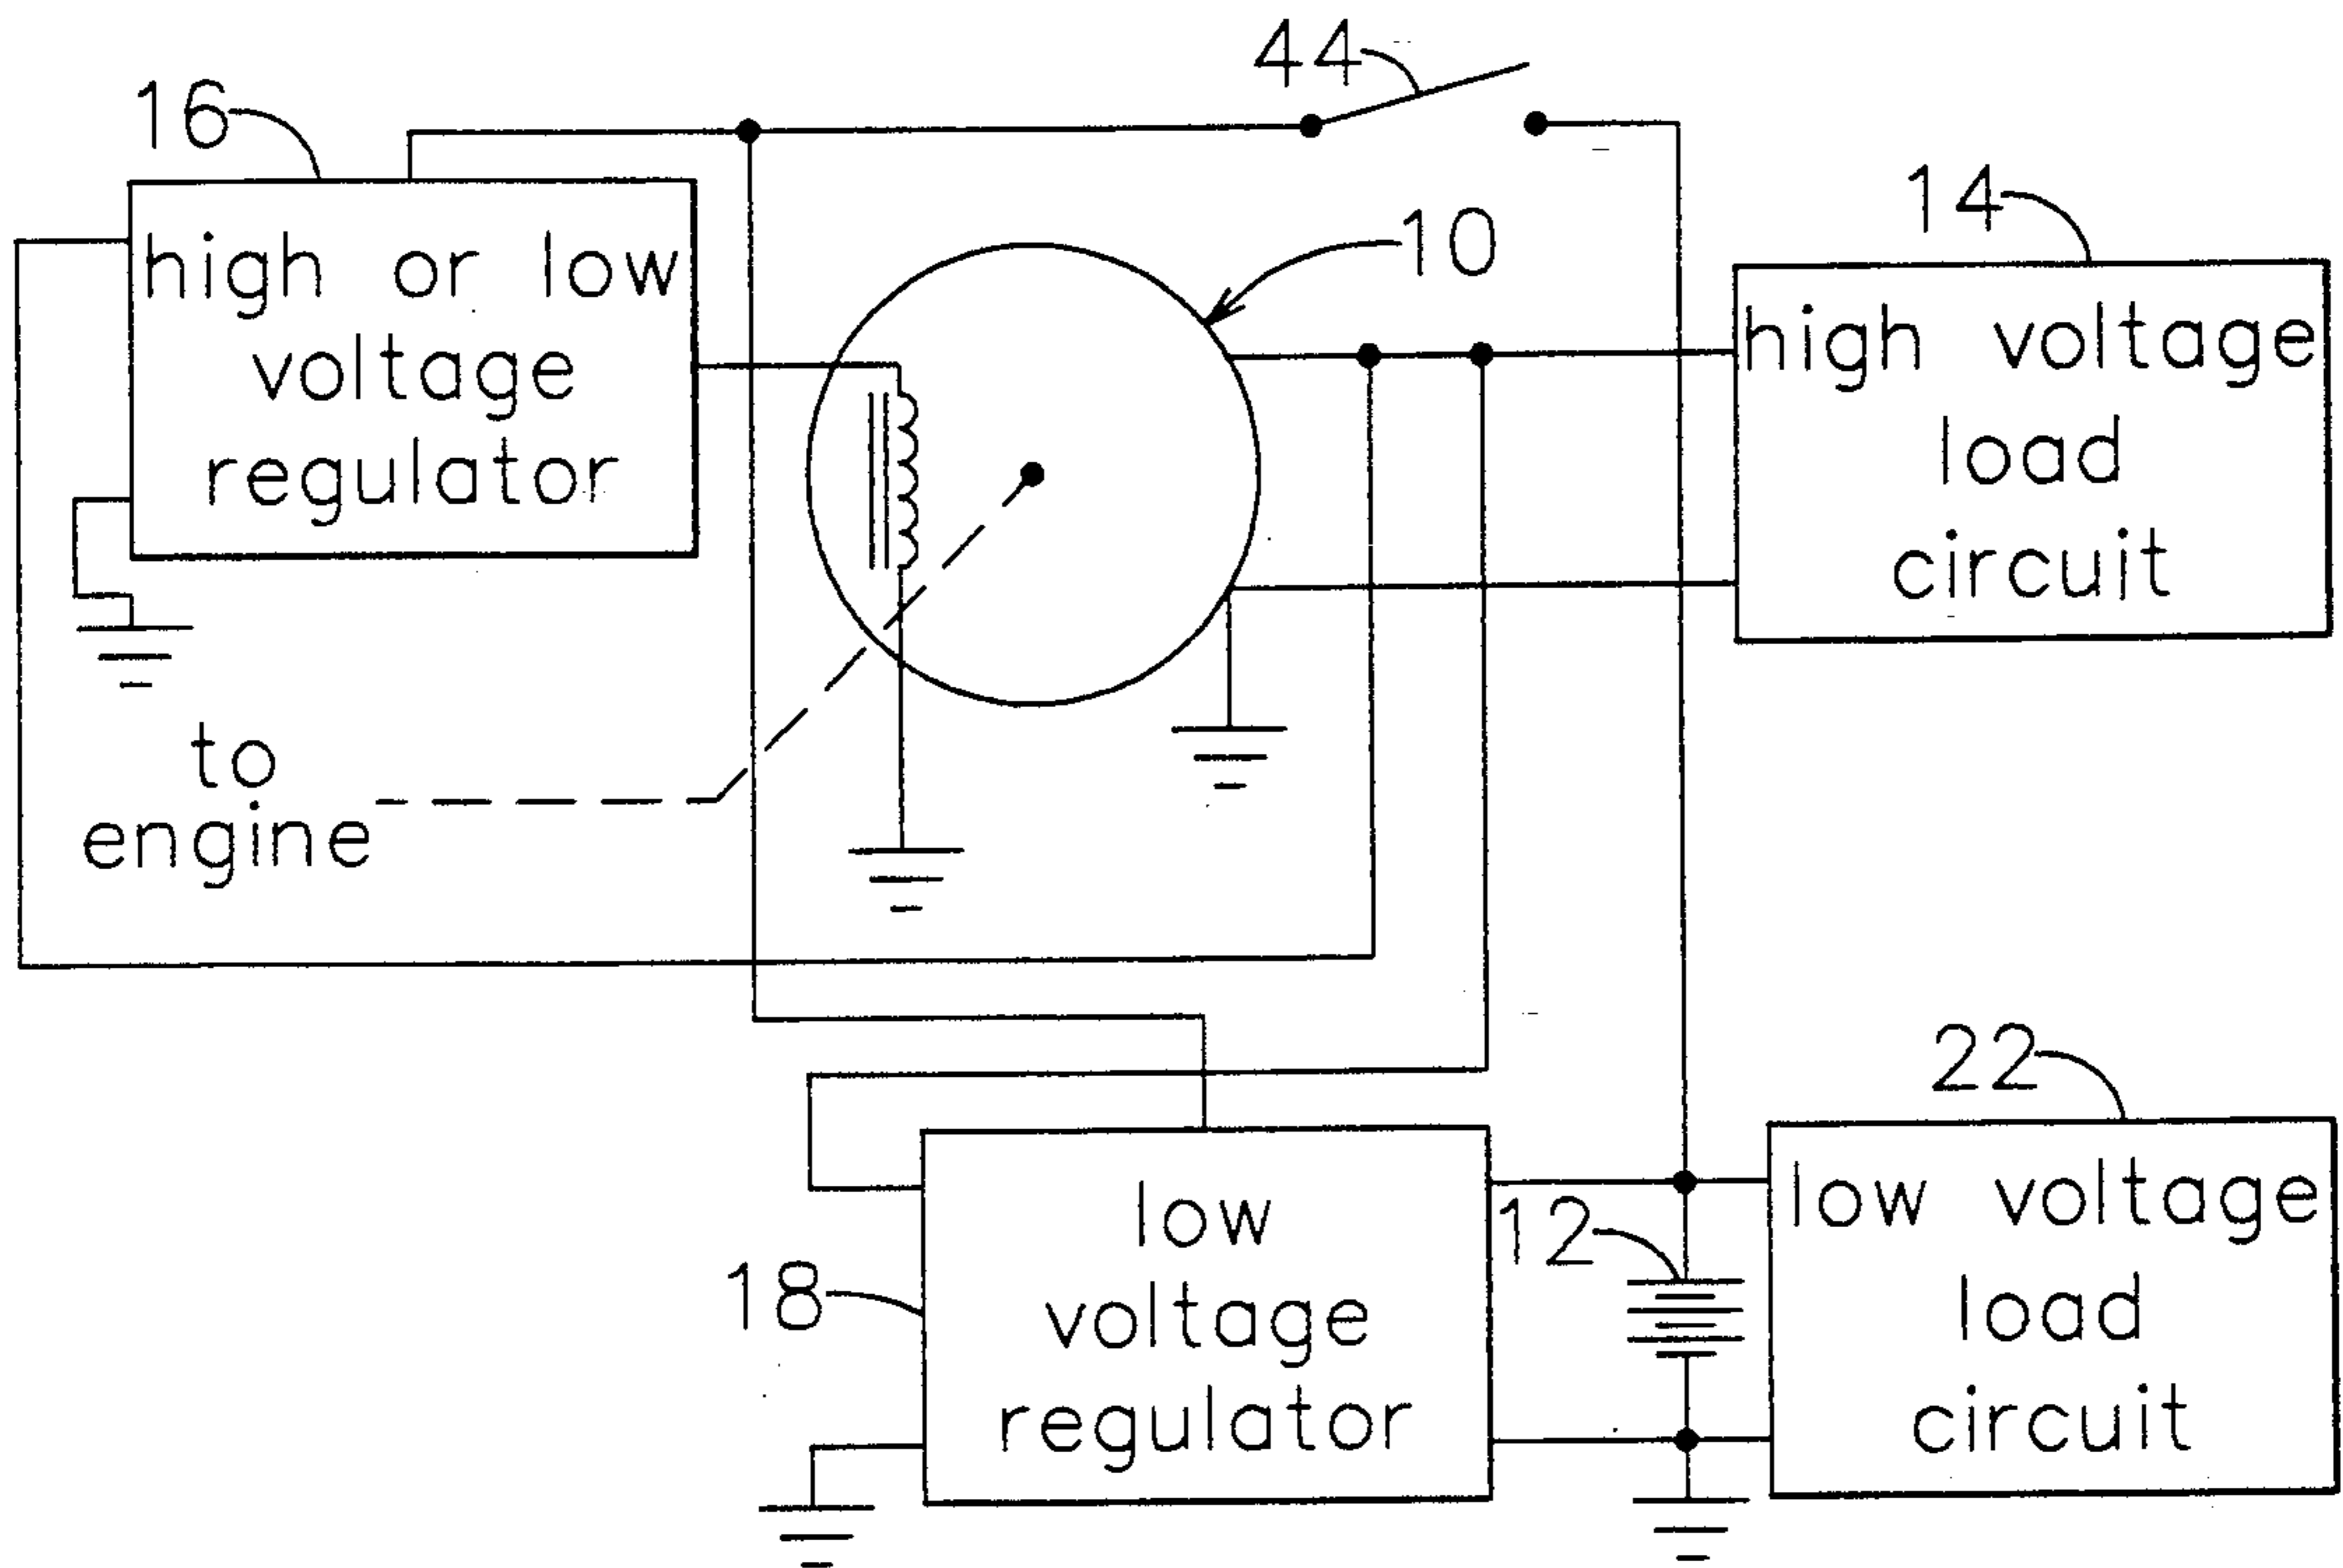 44
16
14
10
high or low
voltage
regulator
high voltage
load
circuit
to
engine
22
low voltage
load
circuit
12
18
low
voltage
regulator